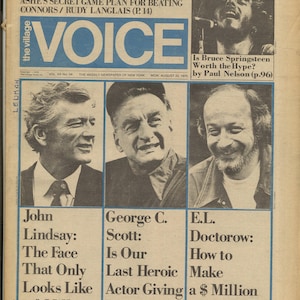 ASHE'S SECRET GAME PLAN FOR BEATING
CONNORS / RUDY LANGLAIS (P. 14)
the village
VOICE
Is Bruce Springsteen
Worth the Hype?
by Paul Nelson (p.96)
John
Lindsay:
The Face
That Only
Looks Like
George C.
Scott:
Is Our
Last Heroic
Actor Giving
E.L.
Doctorow:
How to
Make
a $ Million